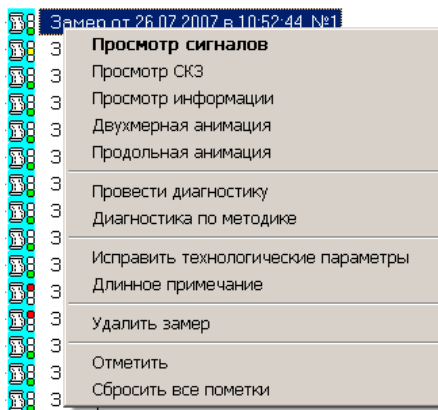 Замер от 26.07.2007 в 10:52:44 №1
Просмотр сигналов
З
Просмотр СКЗ
З
Просмотр информации
З
Двухмерная анимация
З
Продольная анимация
З
З
Провести диагностику
З
Диагностика по методике
З
Исправить технологические параметры
З
Длинное примечание
З
Удалить замер
З
З
Отметить
З
Сбросить все пометки
З